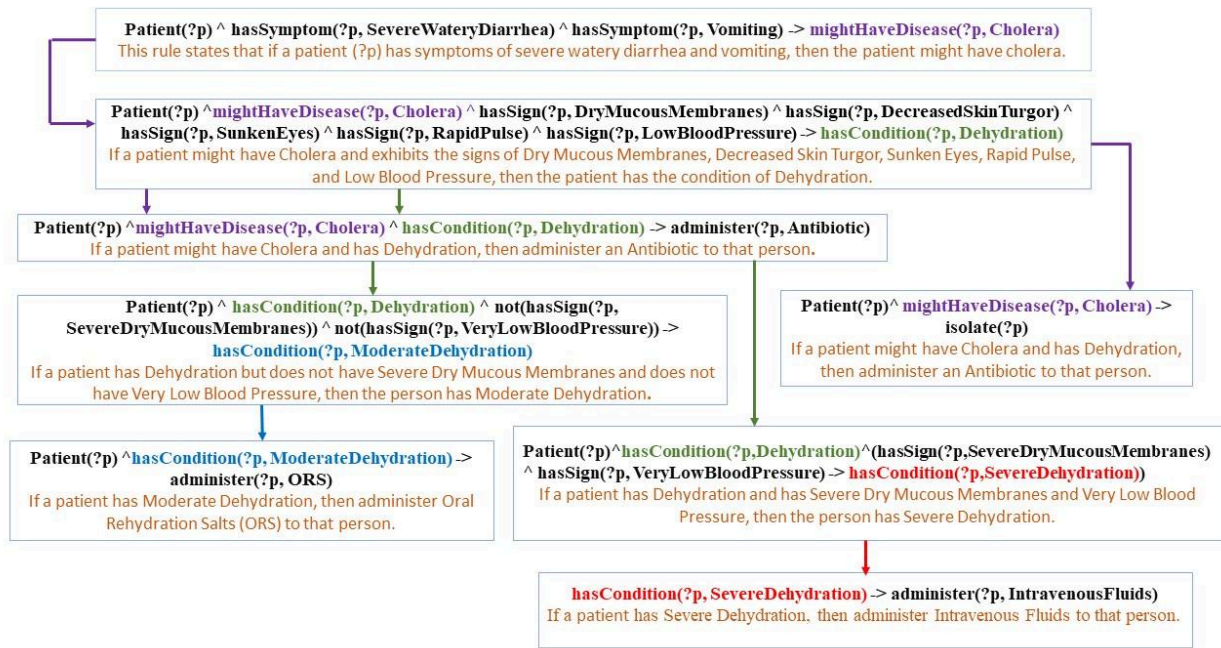 Patient(?p) ^ hasSymptom(?p, SevereWateryDiarrhea) ^ hasSymptom(?p, Vomiting) -> mightHaveDisease(?p, Cholera)
This rule states that if a patient (?p) has symptoms of severe watery diarrhea and vomiting, then the patient might have cholera.
Patient(?p) ^mightHaveDisease(?p, Cholera) ^ hasSign(?p, DryMucousMembranes) ^ hasSign(?p, DecreasedSkinTurgor) ^
hasSign(?p, SunkenEyes) ^ hasSign(?p, RapidPulse) ^ hasSign(?p, LowBloodPressure) -> hasCondition(?p, Dehydration)
If a patient might have Cholera and exhibits the signs of Dry Mucous Membranes, Decreased Skin Turgor, Sunken Eyes, Rapid Pulse,
and Low Blood Pressure, then the patient has the condition of Dehydration.
Patient(?p) ^mightHaveDisease(?p, Cholera) ^ hasCondition(?p, Dehydration) -> administer(?p, Antibiotic)
If a patient might have Cholera and has Dehydration, then administer an Antibiotic to that person.
Patient(?p) ^ hasCondition(?p, Dehydration) ^ not(hasSign(?p,
SevereDryMucousMembranes)) ^ not(hasSign(?p, VeryLowBloodPressure)) ->
hasCondition(?p, ModerateDehydration)
If a patient has Dehydration but does not have Severe Dry Mucous Membranes and does not
have Very Low Blood Pressure, then the person has Moderate Dehydration.
Patient(?p)^ mightHaveDisease(?p, Cholera) ->
isolate(?p)
If a patient might have Cholera and has Dehydration,
then administer an Antibiotic to that person.
Patient(?p) ^hasCondition(?p, ModerateDehydration) ->
administer(?p, ORS)
If a patient has Moderate Dehydration, then administer Oral
Rehydration Salts (ORS) to that person.
Patient(?p)^hasCondition(?p,Dehydration)^(hasSign(?p,SevereDryMucousMembranes)
^ hasSign(?p, VeryLowBloodPressure) -> hasCondition(?p,SevereDehydration))
If a patient has Dehydration and has Severe Dry Mucous Membranes and Very Low Blood
Pressure, then the person has Severe Dehydration.
hasCondition(?p, SevereDehydration) -> administer(?p, IntravenousFluids)
If a patient has Severe Dehydration, then administer Intravenous Fluids to that person.